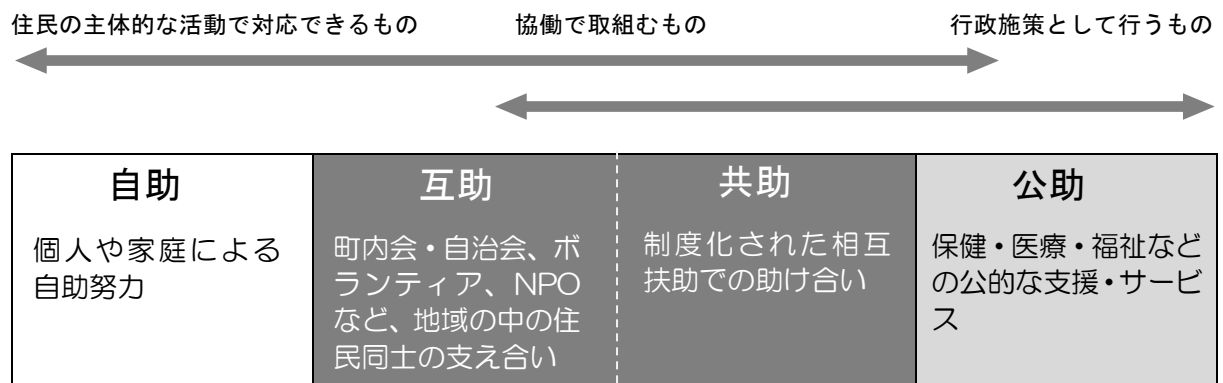 住民の主体的な活動で対応できるもの 協働で取組むもの 行政施策として行うもの
自助
個人や家庭による
自助努力
互助
町内会・自治会、ボ
ランティア、NPO
など、地域の中の住
民同士の支え合い
共助
制度化された相互
扶助での助け合い
公助
保健・医療・福祉など
の公的な支援・サービ
ス